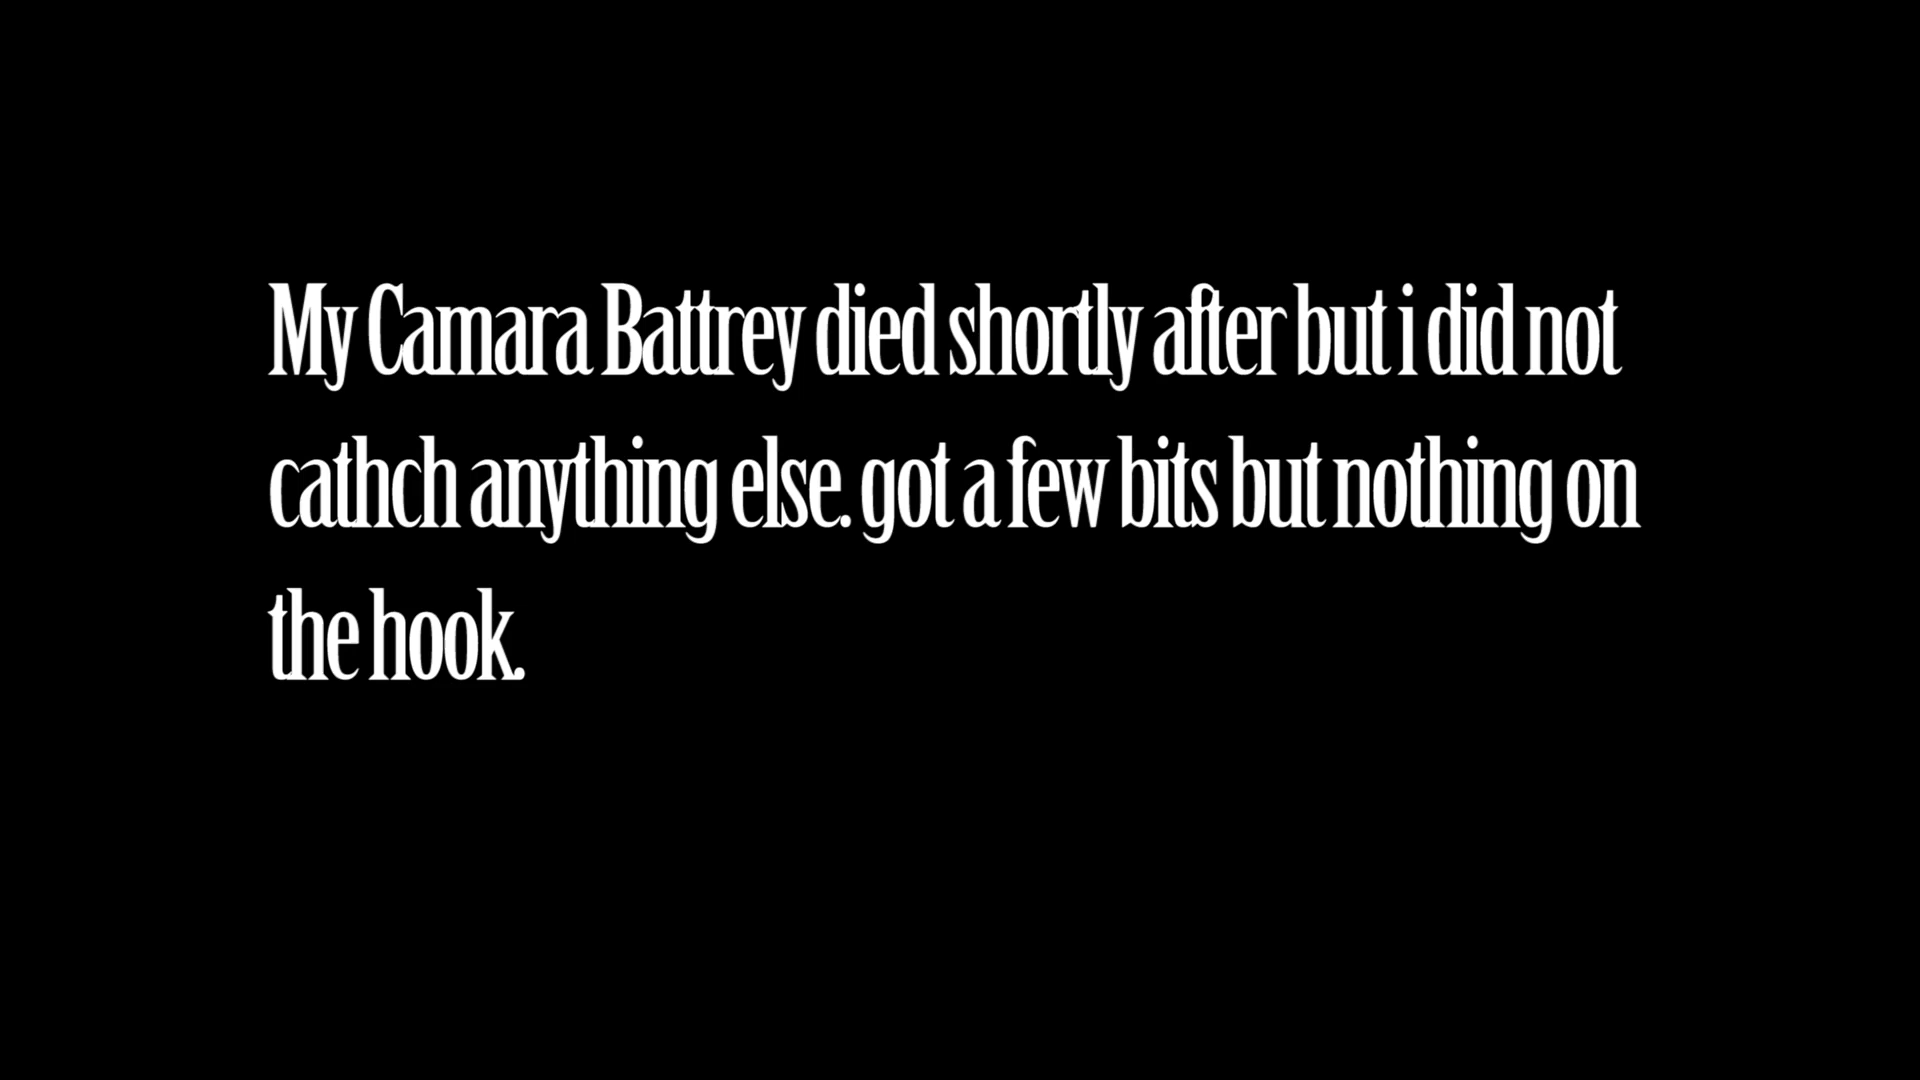 My Camara Battrey died shortly after but i did not
cathch anything else. got a few bits but nothing on
the hook.